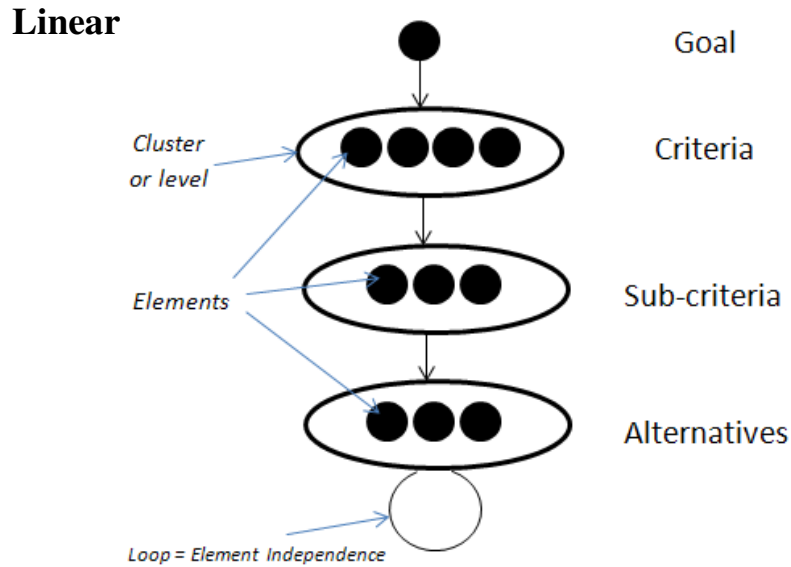 Linear
Goal
Cluster
or level
Criteria
Elements
Sub-criteria
Alternatives
Loop = Element Independence